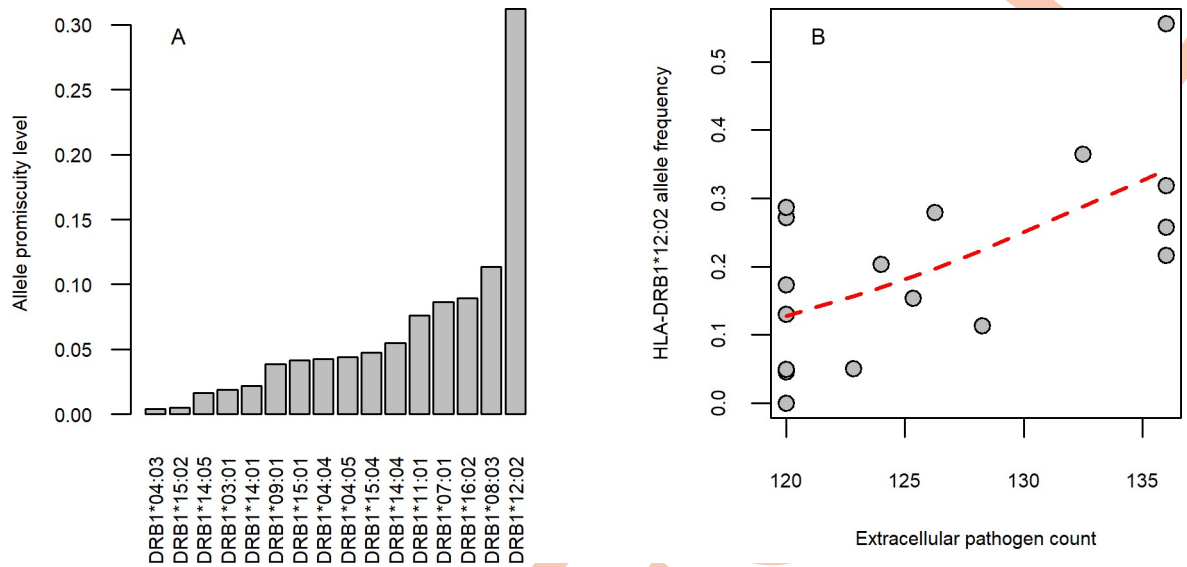 A
Allele promiscuity level
0.30
0.25
0.20
0.15
0.10
0.05
0.00
DRB1*04:03
DRB1*15:02
DRB1*14:05
DRB1*03:01
DRB1*14:01
DRB1*09:01
DRB1*15:01
DRB1*04:04
DRB1*04:05
DRB1*15:04
DRB1*14:04
DRB1*11:01
DRB1*07:01
DRB1*16:02
DRB1*08:03
DRB1*12:02
B
HLA-DRB1*12:02 allele frequency
0.5
0.4
0.3
0.2
0.1
0.0
120
125
130
135
Extracellular pathogen count